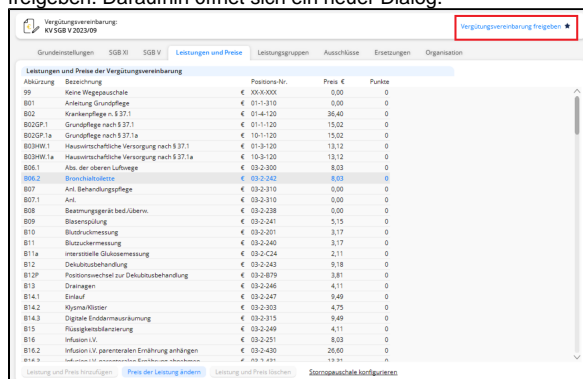 freigeben. Daraufhin öffnet sich ein neuer Dialog.
Vergütungsvereinbarung:
KV SGB V 2023/09
Vergütungsvereinbarung freigeben
Grundeinstellungen SGB XI SGB V Leistungen und Preise Leistungsgruppen Ausschlüsse Ersetzungen Organisation
Leistungen und Preise der Vergütungsvereinbarung
Abkürzung Bezeichnung Positions-Nr. Preis € Punkte
99 Keine Wegepauschale € XX-X-XXX 0,00 0
B01 Anleitung Grundpflege € 01-1-310 0,00 0
B02 Krankenpflege n. § 37.1 € 01-4-120 36,40 0
B02GP.1 Grundpflege nach § 37.1 € 01-1-120 15,02 0
B02GP.1a Grundpflege nach § 37.1a € 10-1-120 15,02 0
B03HW.1 Hauswirtschaftliche Versorgung nach § 37.1 € 01-3-120 13,12 0
B03HW.1a Hauswirtschaftliche Versorgung nach § 37.1a € 10-3-120 13,12 0
B06.1 Abs. der oberen Luftwege € 03-2-300 8,03 0
B06.2 Bronchialtoilette € 03-2-242 8,03 0
B07 Anl. Behandlungspflege € 03-2-310 0,00 0
B07.1 Anl. € 03-2-310 0,00 0
B08 Beatmungsgerät bed./überw. € 03-2-238 0,00 0
B09 Blasenspülung € 03-2-241 5,15 0
B10 Blutdruckmessung € 03-2-201 3,17 0
B11 Blutzuckermessung € 03-2-240 3,17 0
B11a interstitielle Glukosemessung € 03-2-C24 2,11 0
B12 Dekubitusbehandlung € 03-2-243 9,18 0
B12P Positionswechsel zur Dekubitusbehandlung € 03-2-B79 3,81 0
B13 Drainagen € 03-2-246 4,11 0
B14.1 Einlauf € 03-2-247 9,49 0
B14.2 Klysma/Klistier € 03-2-303 4,75 0
B14.3 Digitale Enddarmausräumung € 03-2-315 9,49 0
B15 Flüssigkeitsbilanzierung € 03-2-249 4,11 0
B16 Infusion i.V. € 03-2-251 8,03 0
B16.2 Infusion i.V. parenteralen Ernährung anhängen € 03-2-430 26,60 0
Leistung und Preis hinzufügen Preis der Leistung ändern Leistung und Preis löschen Stornopauschale konfigurieren